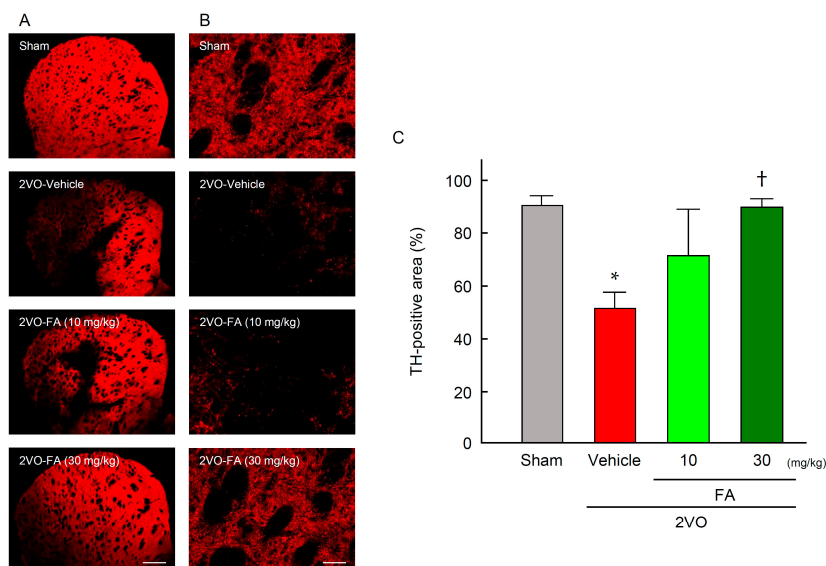 A
B
Sham
Sham
2VO-Vehicle
2VO-Vehicle
2VO-FA (10 mg/kg)
2VO-FA (10 mg/kg)
2VO-FA (30 mg/kg)
2VO-FA (30 mg/kg)
C
TH-positive area (%)
100
80
60
40
20
0
*
†
Sham Vehicle 10 30 (mg/kg)
FA
2VO